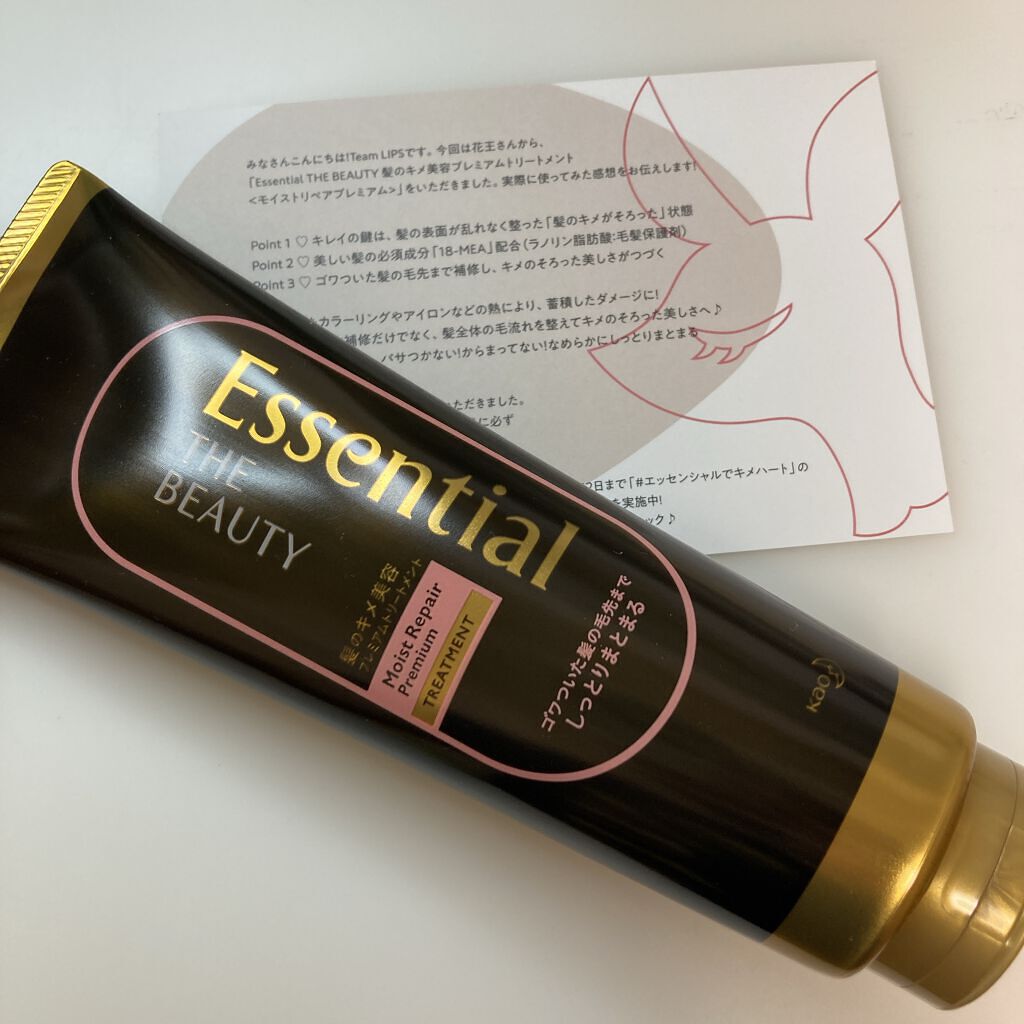 みなさんこんにちは!Team LIPSです。今回は花王さんから、
「Essential THE BEAUTY 髪のキメ美容プレミアムトリートメント
<モイストリペアプレミアム>」をいただきました。実際に使ってみた感想をお伝えします!
Point 1 ♡ キレイの鍵は、髪の表面が乱れなく整った「髪のキメがそろった」状態
Point 2 ♡ 美しい髪の必須成分「18-MEA」配合(ラノリン脂肪酸:毛髪保護剤)
Point 3 ♡ ゴワついた髪の毛先まで補修し、キメのそろった美しさがつづく
カラーリングやアイロンなどの熱により、蓄積したダメージに!
補修だけでなく、髪全体の毛流れを整えてキメのそろった美しさへ♪
パサつかない!からまってない!なめらかにしっとりまとまる
ただきました。
に必ず
2日まで「#エッセンシャルでキメハート」の
を実施中!
ック♪
Essential
THE
BEAUTY
髪のキメ美容
プレミアムトリートメント
Moist Repair
Premium
TREATMENT
ゴワついた髪の毛先まで
しっとりまとまる
Kao